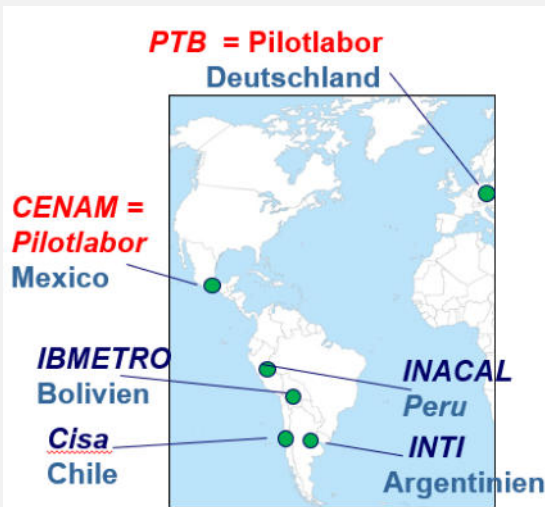 PTB = Pilotlabor
Deutschland
CENAM =
Pilotlabor
Mexico
IBMETRO
Bolivien
INACAL
Peru
Cisa
Chile
INTI
Argentinien